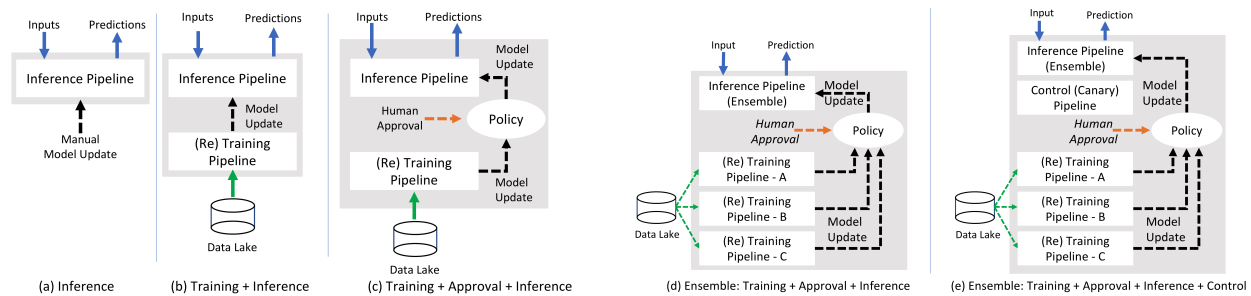 Inputs
Predictions
Inference Pipeline
Manual
Model Update
(a) Inference
Inputs
Predictions
Inference Pipeline
Model
Update
(Re) Training
Pipeline
Data Lake
(b) Training + Inference
Inputs
Predictions
Model
Update
Inference Pipeline
Human
Approval
Policy
(Re) Training
Pipeline
Model
Update
Data Lake
(c) Training + Approval + Inference
Input
Prediction
Inference Pipeline
(Ensemble)
Model
Update
Human
Approval
Policy
(Re) Training
Pipeline - A
(Re) Training
Pipeline - B
(Re) Training
Pipeline - C
Model
Update
Data Lake
(d) Ensemble: Training + Approval + Inference
Input
Predictions
Inference Pipeline
(Ensemble)
Control (Canary)
Pipeline
Model
Update
Human
Approval
Policy
(Re) Training
Pipeline - A
(Re) Training
Pipeline - B
(Re) Training
Pipeline - C
Model
Update
Data Lake
(e) Ensemble: Training + Approval + Inference + Control